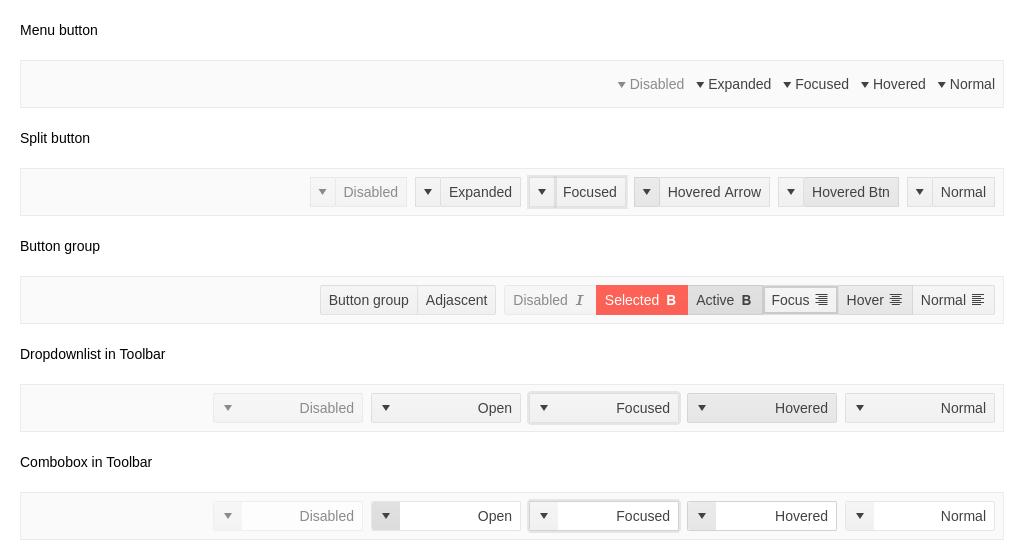 Menu button
Disabled Expanded Focused Hovered Normal
Split button
Disabled Expanded Focused Hovered Arrow Hovered Btn Normal
Button group
Button group Adjascent Disabled I Selected B Active B Focus Hover Normal
Dropdownlist in Toolbar
Disabled Open Focused Hovered Normal
Combobox in Toolbar
Disabled Open Focused Hovered Normal